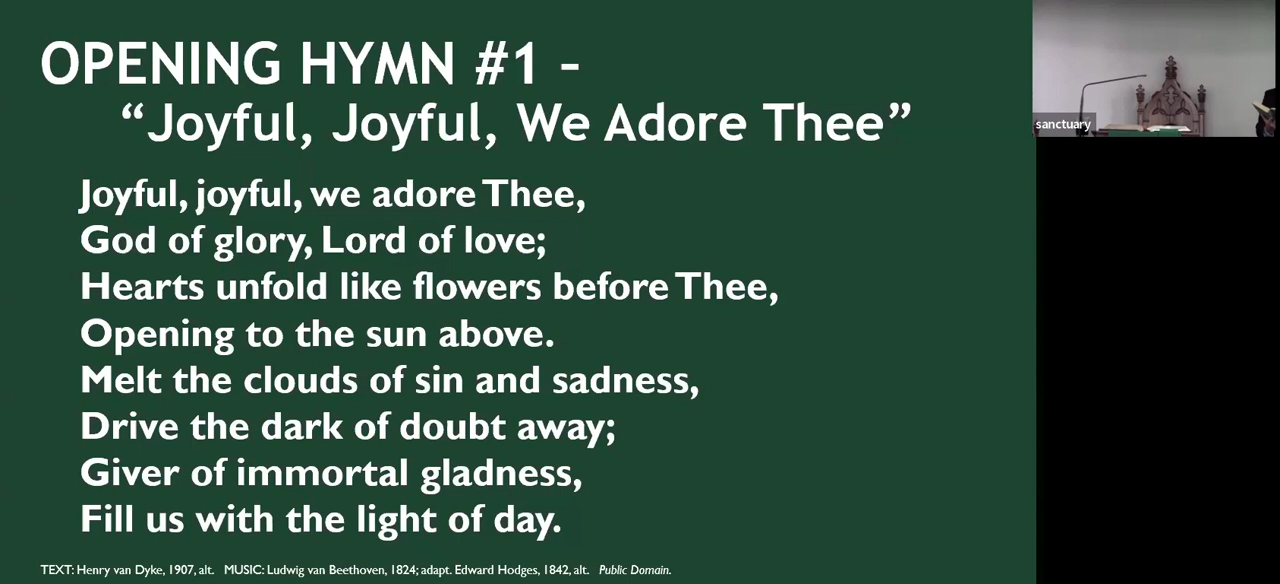 OPENING HYMN #1 –
“Joyful, Joyful, We Adore Thee”
Joyful, joyful, we adore Thee,
God of glory, Lord of love;
Hearts unfold like flowers before Thee,
Opening to the sun above.
Melt the clouds of sin and sadness,
Drive the dark of doubt away;
Giver of immortal gladness,
Fill us with the light of day.
TEXT: Henry van Dyke, 1907, alt. MUSIC: Ludwig van Beethoven, 1824; adapt. Edward Hodges, 1842, alt. Public Domain.
sanctuary